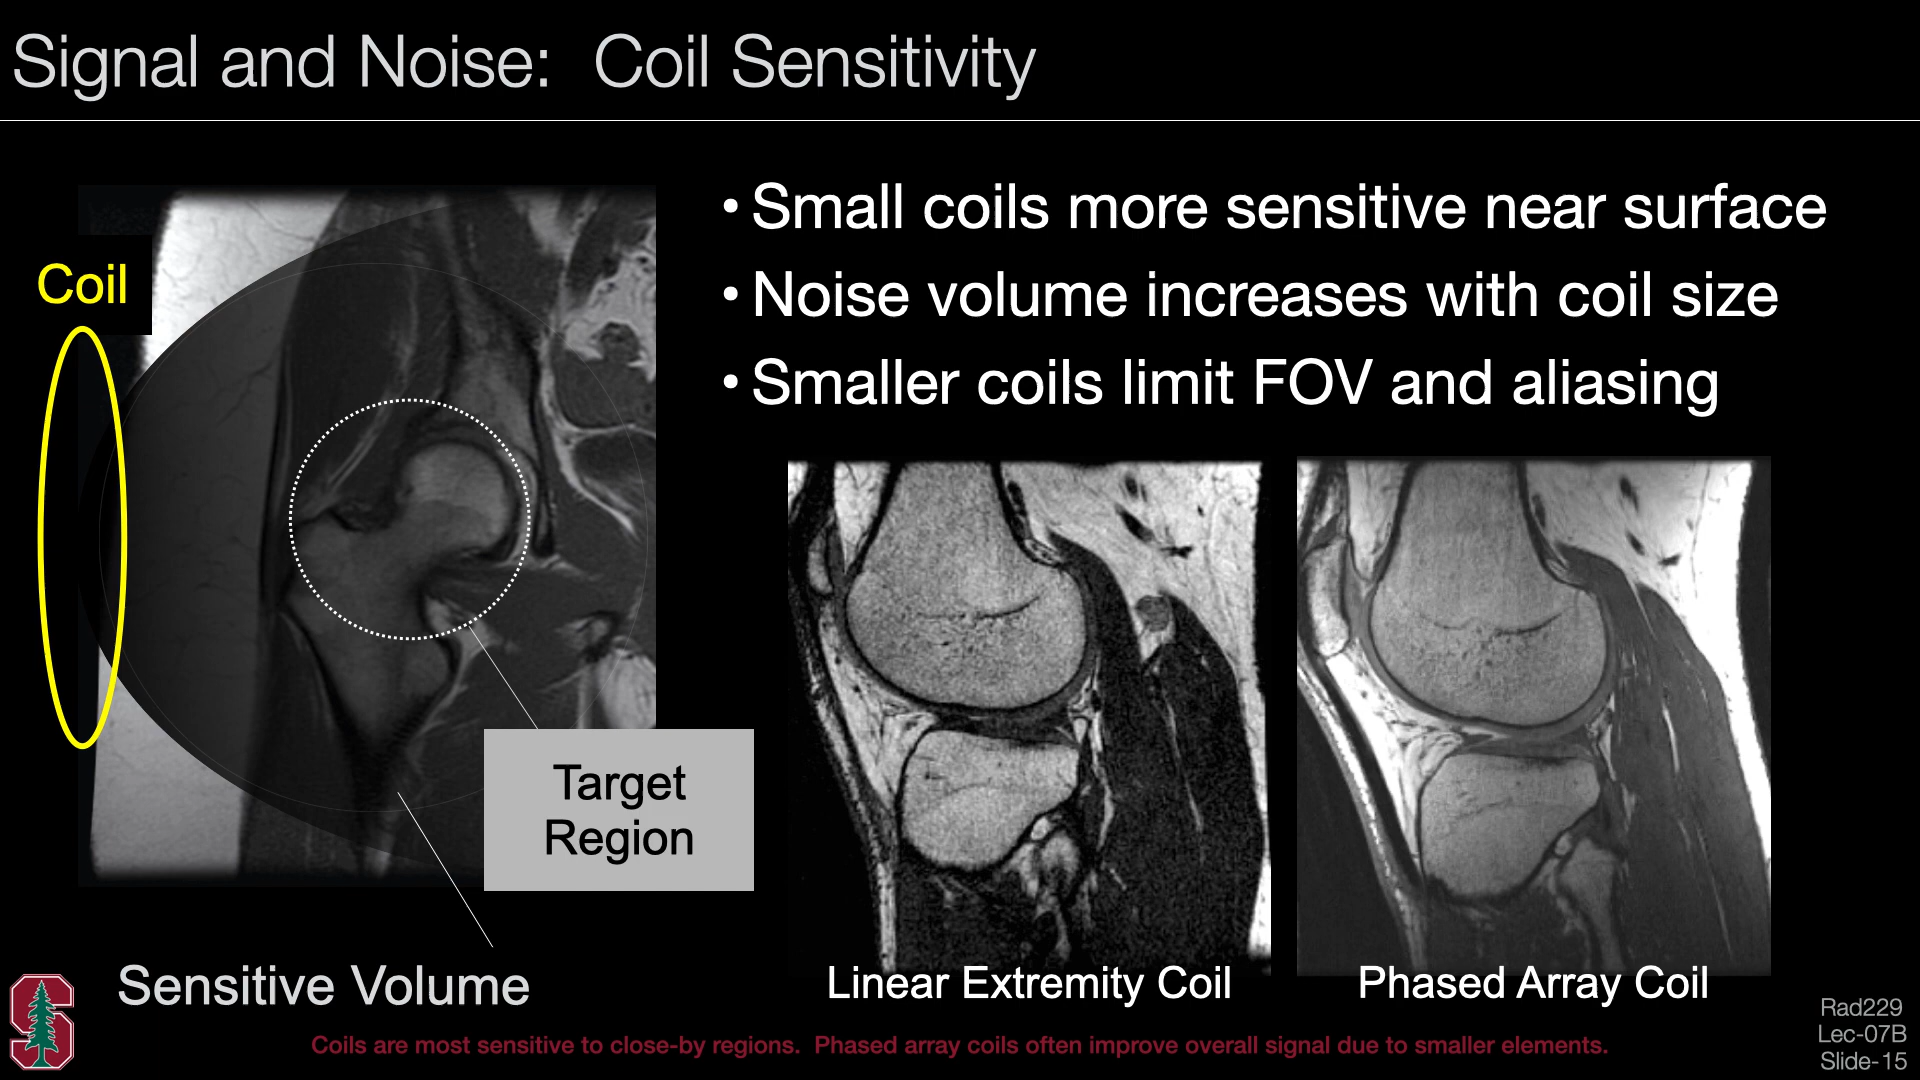 Signal and Noise:  Coil Sensitivity
Coil
• Small coils more sensitive near surface
• Noise volume increases with coil size
• Smaller coils limit FOV and aliasing
Target
Region
Sensitive Volume
Linear Extremity Coil
Phased Array Coil
Coils are most sensitive to close-by regions.  Phased array coils often improve overall signal due to smaller elements.
Rad229
Lec-07B
Slide-15